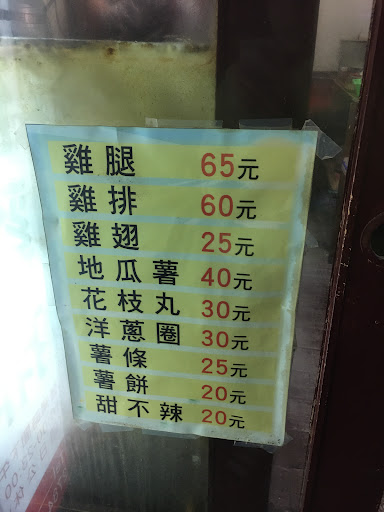 雞腿 65元
雞排 60元
雞翅 25元
地瓜薯 40元
花枝丸 30元
洋蔥圈 30元
薯條 25元
薯餅 20元
甜不辣 20元